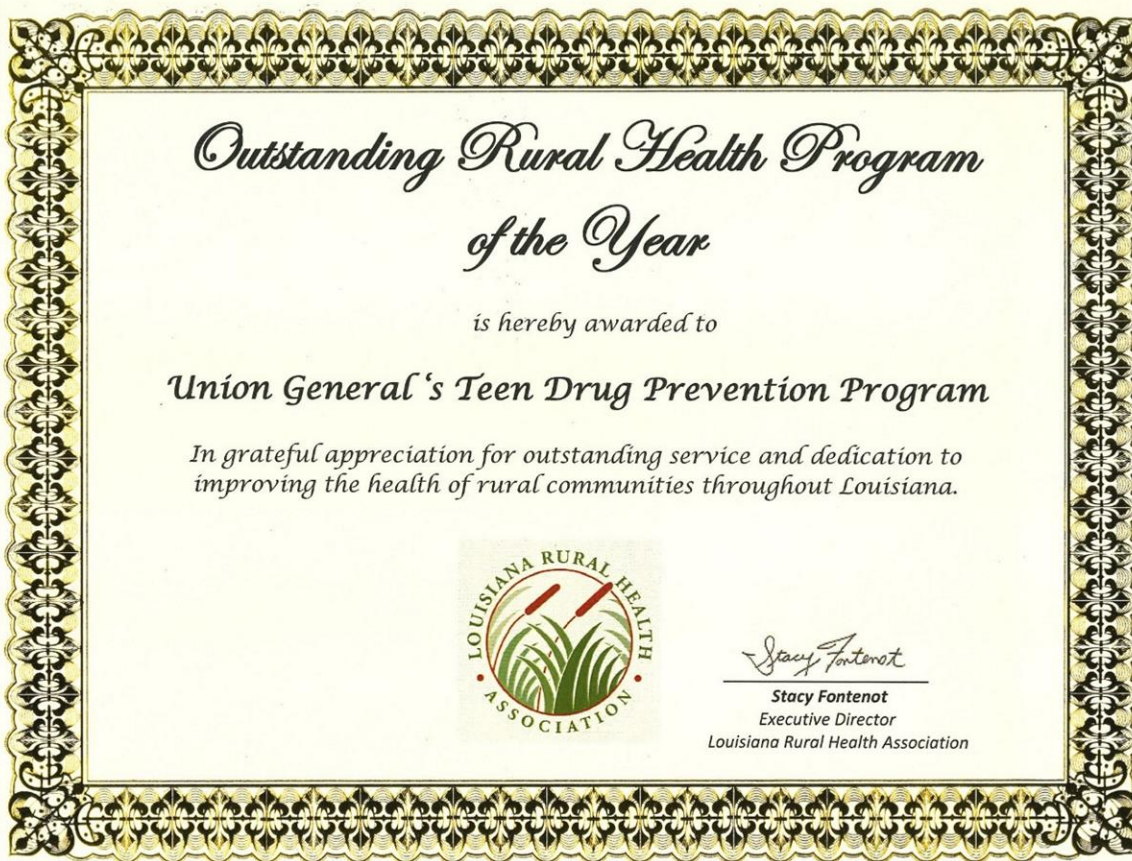 Outstanding Rural Health Program
of the Year
is hereby awarded to
Union General 's Teen Drug Prevention Program
In grateful appreciation for outstanding service and dedication to
improving the health of rural communities throughout Louisiana.
LOUISIANA RURAL HEALTH
ASSOCIATION
Stacy Fontenot
Stacy Fontenot
Executive Director
Louisiana Rural Health Association